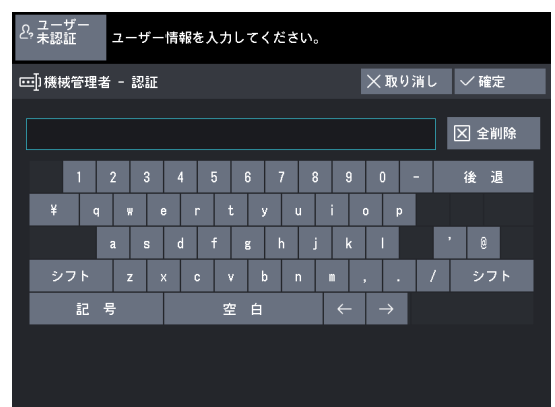 ユーザー
未認証
ユーザー情報を入力してください。
機械管理者 - 認証
取り消し
確定
全削除
1 2 3 4 5 6 7 8 9 0 - 後 退
¥ q w e r t y u i o p
a s d f g h j k l ' @
シフト z x c v b n m , . / シフト
記 号 空 白 ← →